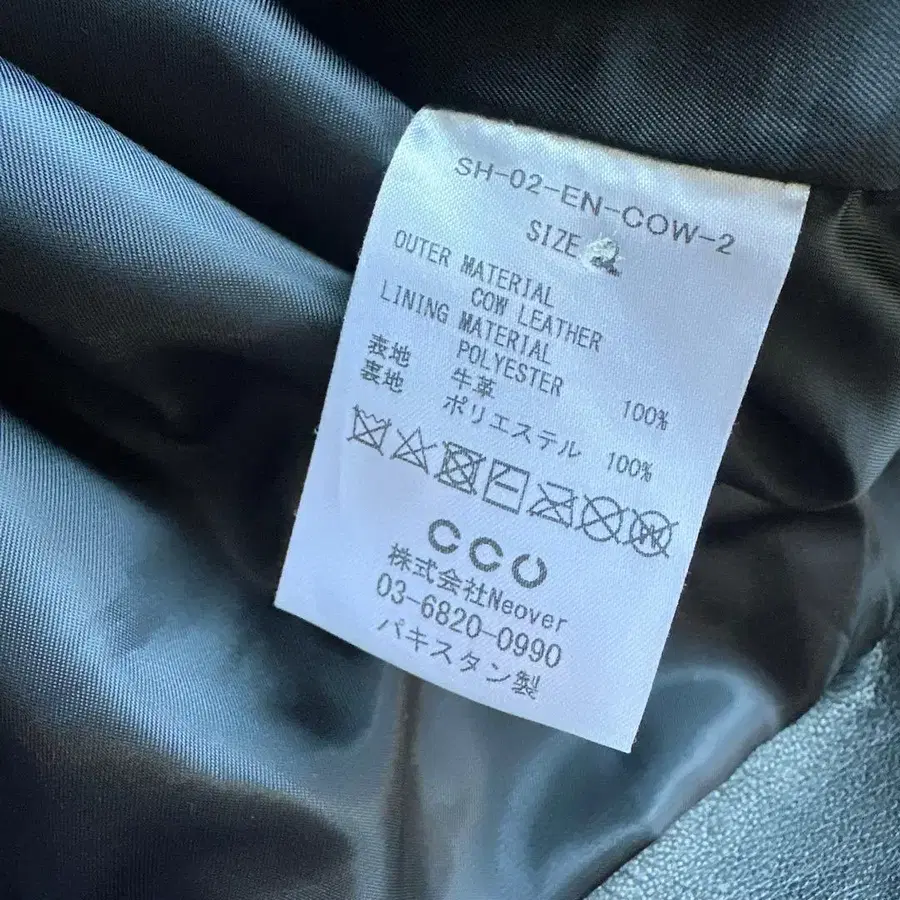 SH-02-EN-COW-2
SIZE 2
OUTER MATERIAL
COW LEATHER
LINING MATERIAL
POLYESTER 100%
表地 牛革
裏地 ポリエステル 100%
CCU
株式会社Neover
03-6820-0990
パキスタン製